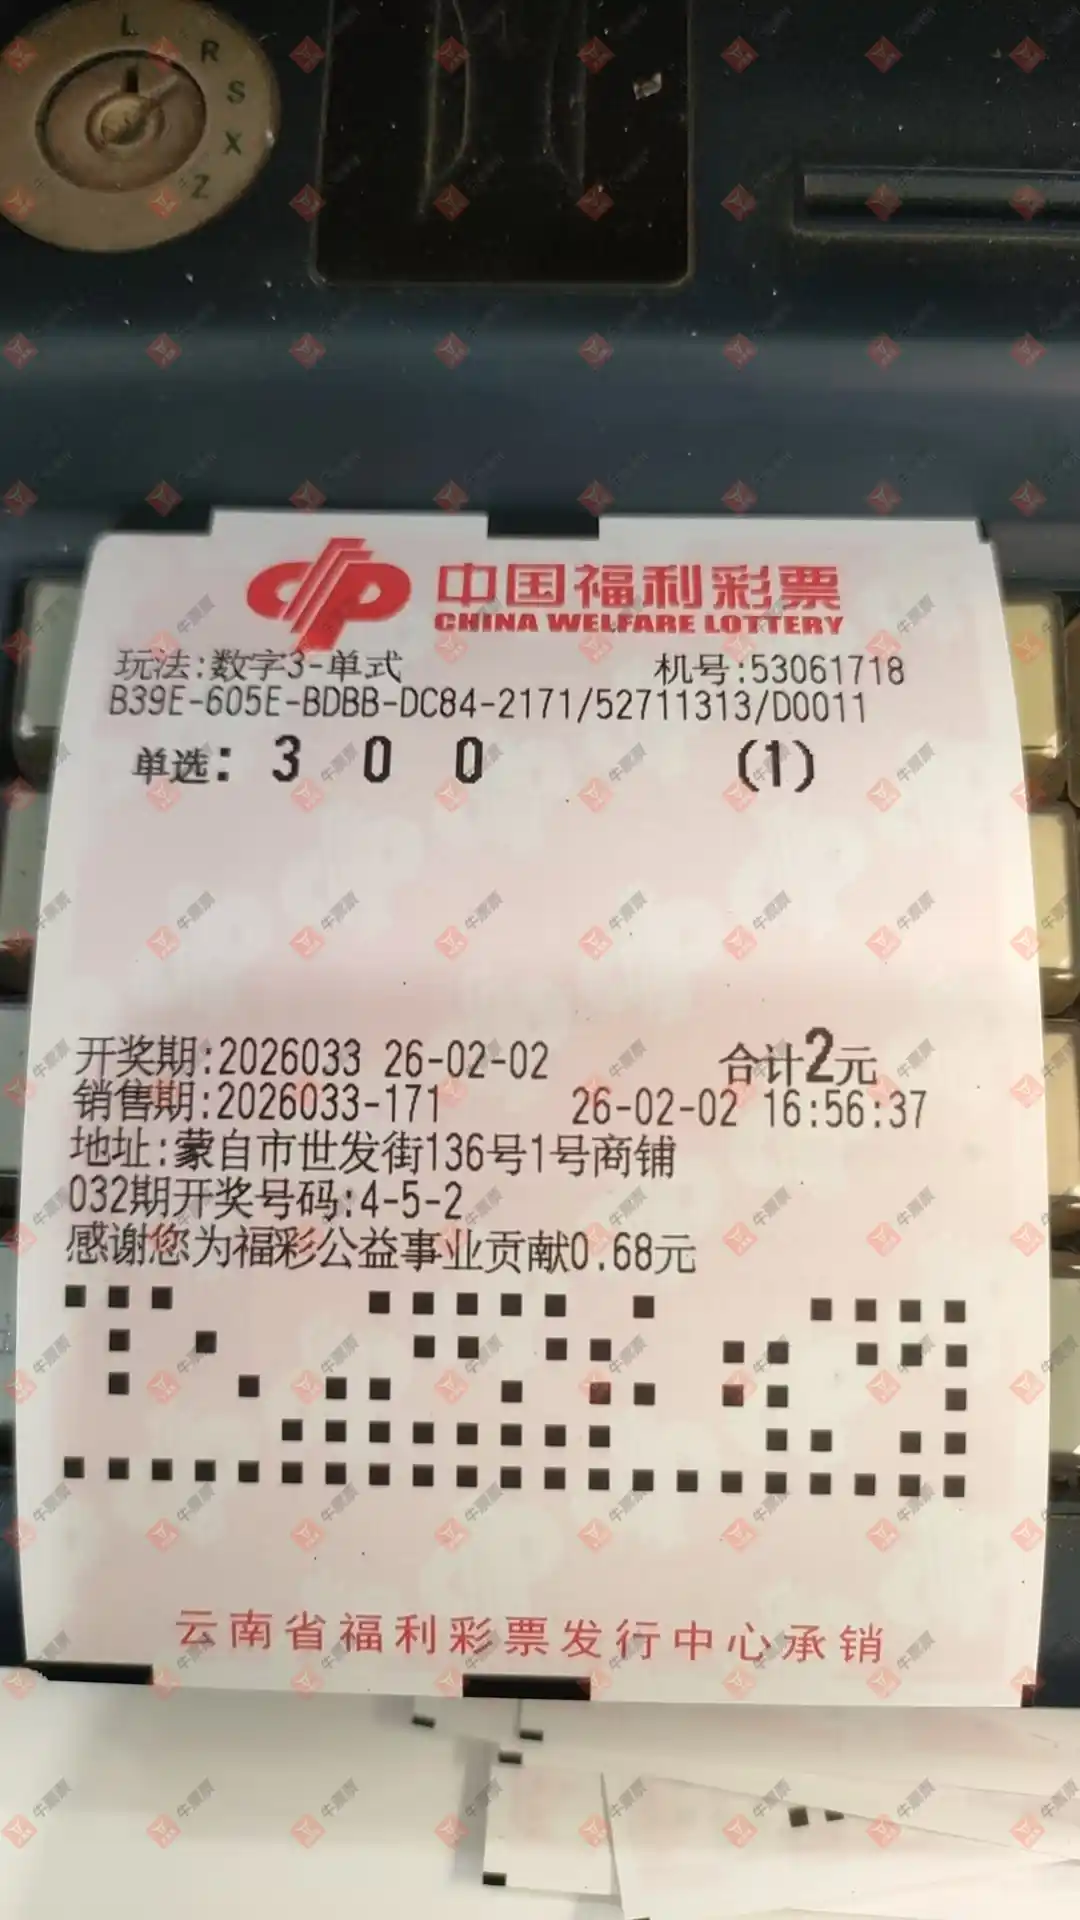 L
R
S
X
Z
中国福利彩票
CHINA WELFARE LOTTERY
玩法:数字3-单式 机号:53061718
B39E-605E-BDBB-DC84-2171/52711313/D0011
单选: 3 0 0 (1)
开奖期:2026033 26-02-02 合计2元
销售期:2026033-171 26-02-02 16:56:37
地址:蒙自市世发街136号1号商铺
032期开奖号码:4-5-2
感谢您为福彩公益事业贡献0.68元
云南省福利彩票发行中心承销
牛票票